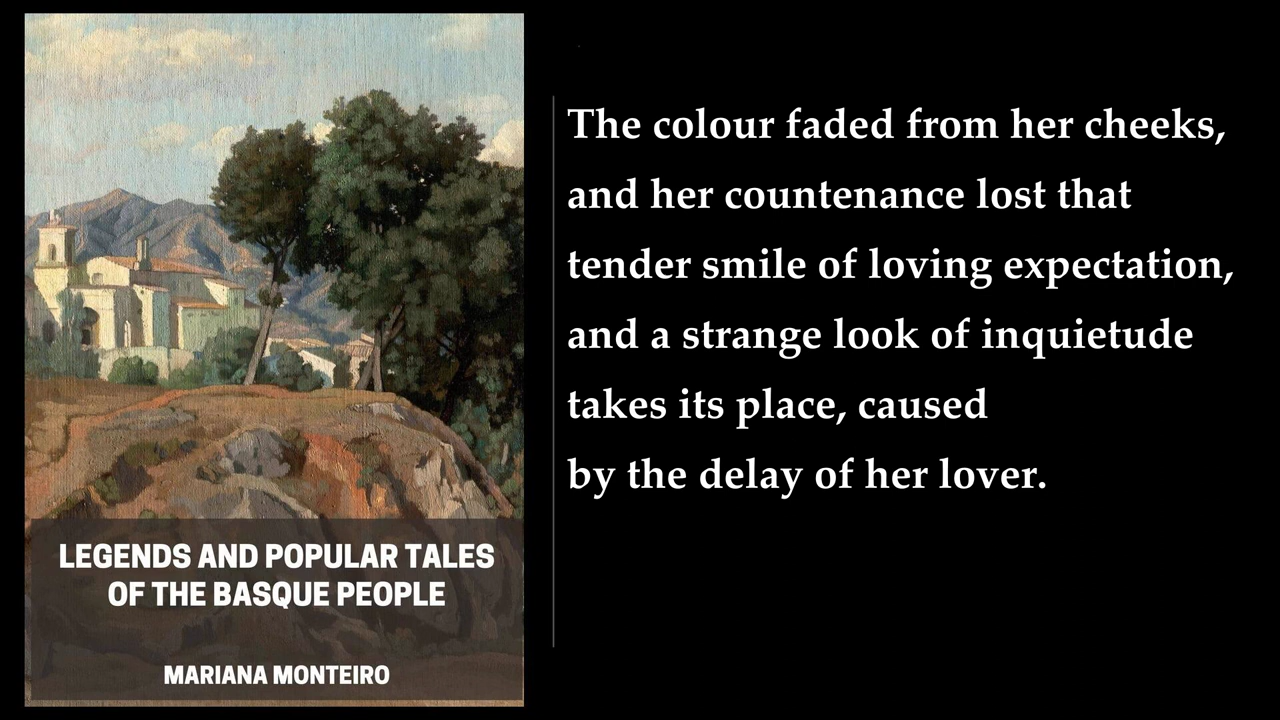 LEGENDS AND POPULAR TALES
OF THE BASQUE PEOPLE
MARIANA MONTEIRO
The colour faded from her cheeks,
and her countenance lost that
tender smile of loving expectation,
and a strange look of inquietude
takes its place, caused
by the delay of her lover.